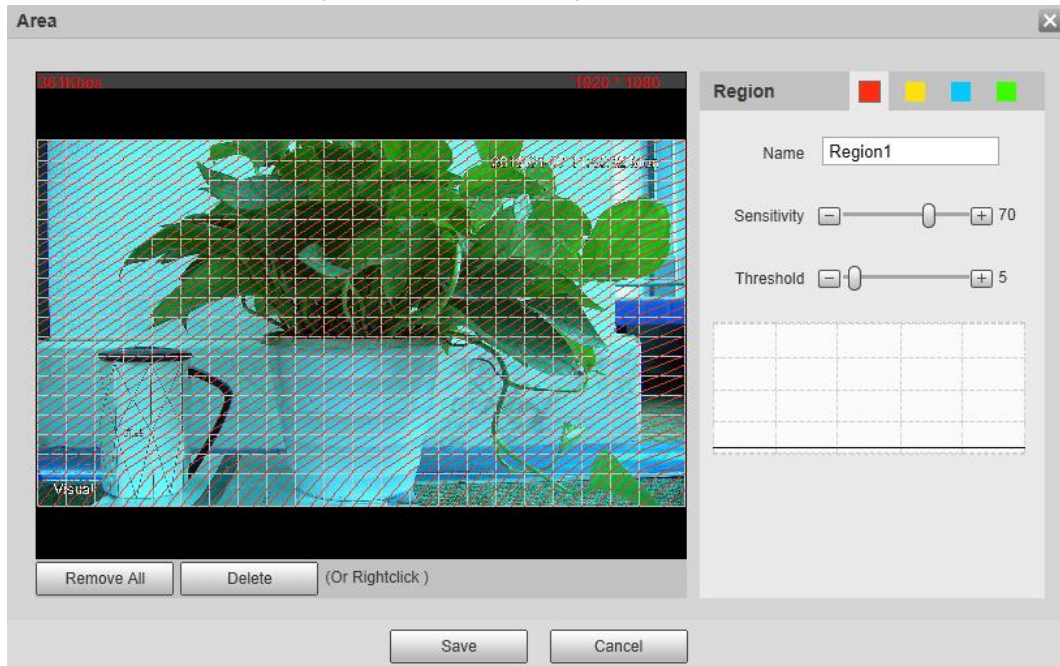 Area
361Kbps
1920 * 1080
Region
Name
Region1
Sensitivity
70
Threshold
5
Visual
Remove All
Delete
(Or Rightclick )
Save
Cancel